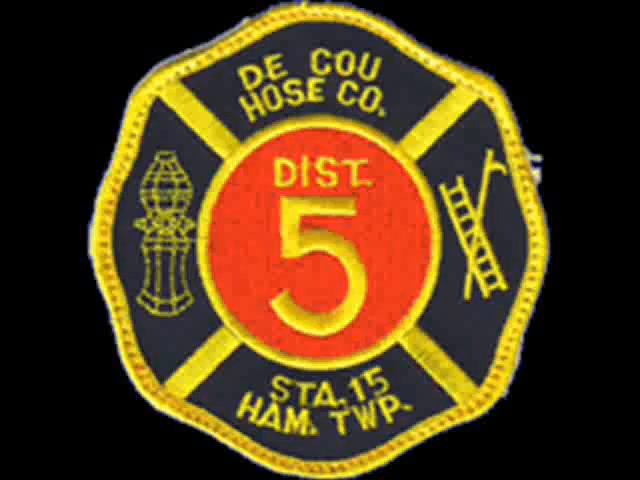 DE COU
HOSE CO.
DIST.
5
STA. 15
HAM. TWP.